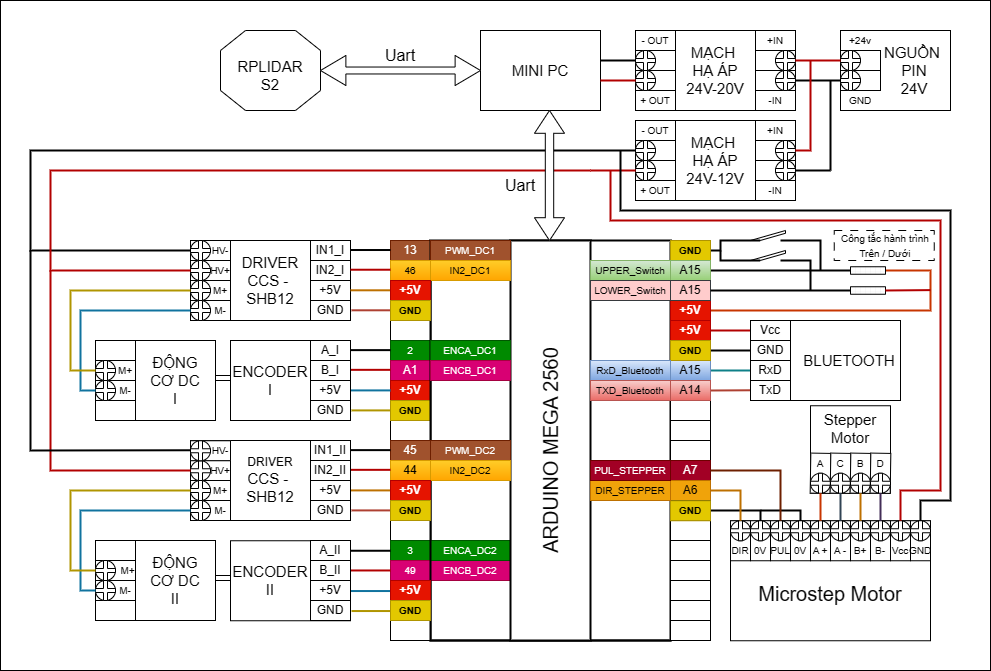 RPLIDAR
S2
Uart
MINI PC
- OUT
+ OUT
MẠCH
HẠ ÁP
24V-20V
+IN
-IN
+24v
GND
NGUỒN
PIN
24V
- OUT
+ OUT
MẠCH
HẠ ÁP
24V-12V
+IN
-IN
Uart
HV-
HV+
M+
M-
DRIVER
CCS -
SHB12
IN1_I
IN2_I
+5V
GND
13
PWM_DC1
46
IN2_DC1
+5V
GND
M+
M-
ĐỘNG
CƠ DC
I
ENCODER
I
A_I
B_I
+5V
GND
2
ENCA_DC1
A1
ENCB_DC1
+5V
GND
HV-
HV+
M+
M-
DRIVER
CCS -
SHB12
IN1_II
IN2_II
+5V
GND
45
PWM_DC2
44
IN2_DC2
+5V
GND
M+
M-
ĐỘNG
CƠ DC
II
ENCODER
II
A_II
B_II
+5V
GND
3
ENCA_DC2
49
ENCB_DC2
+5V
GND
ARDUINO MEGA 2560
GND
UPPER_Switch
A15
LOWER_Switch
A15
+5V
+5V
GND
RxD_Bluetooth
A15
TXD_Bluetooth
A14
PUL_STEPPER
A7
DIR_STEPPER
A6
GND
Công tắc hành trình
Trên / Dưới
Vcc
GND
RxD
TxD
BLUETOOTH
Stepper
Motor
A
C
B
D
DIR
0V
PUL
0V
A +
A -
B+
B-
Vcc
GND
Microstep Motor